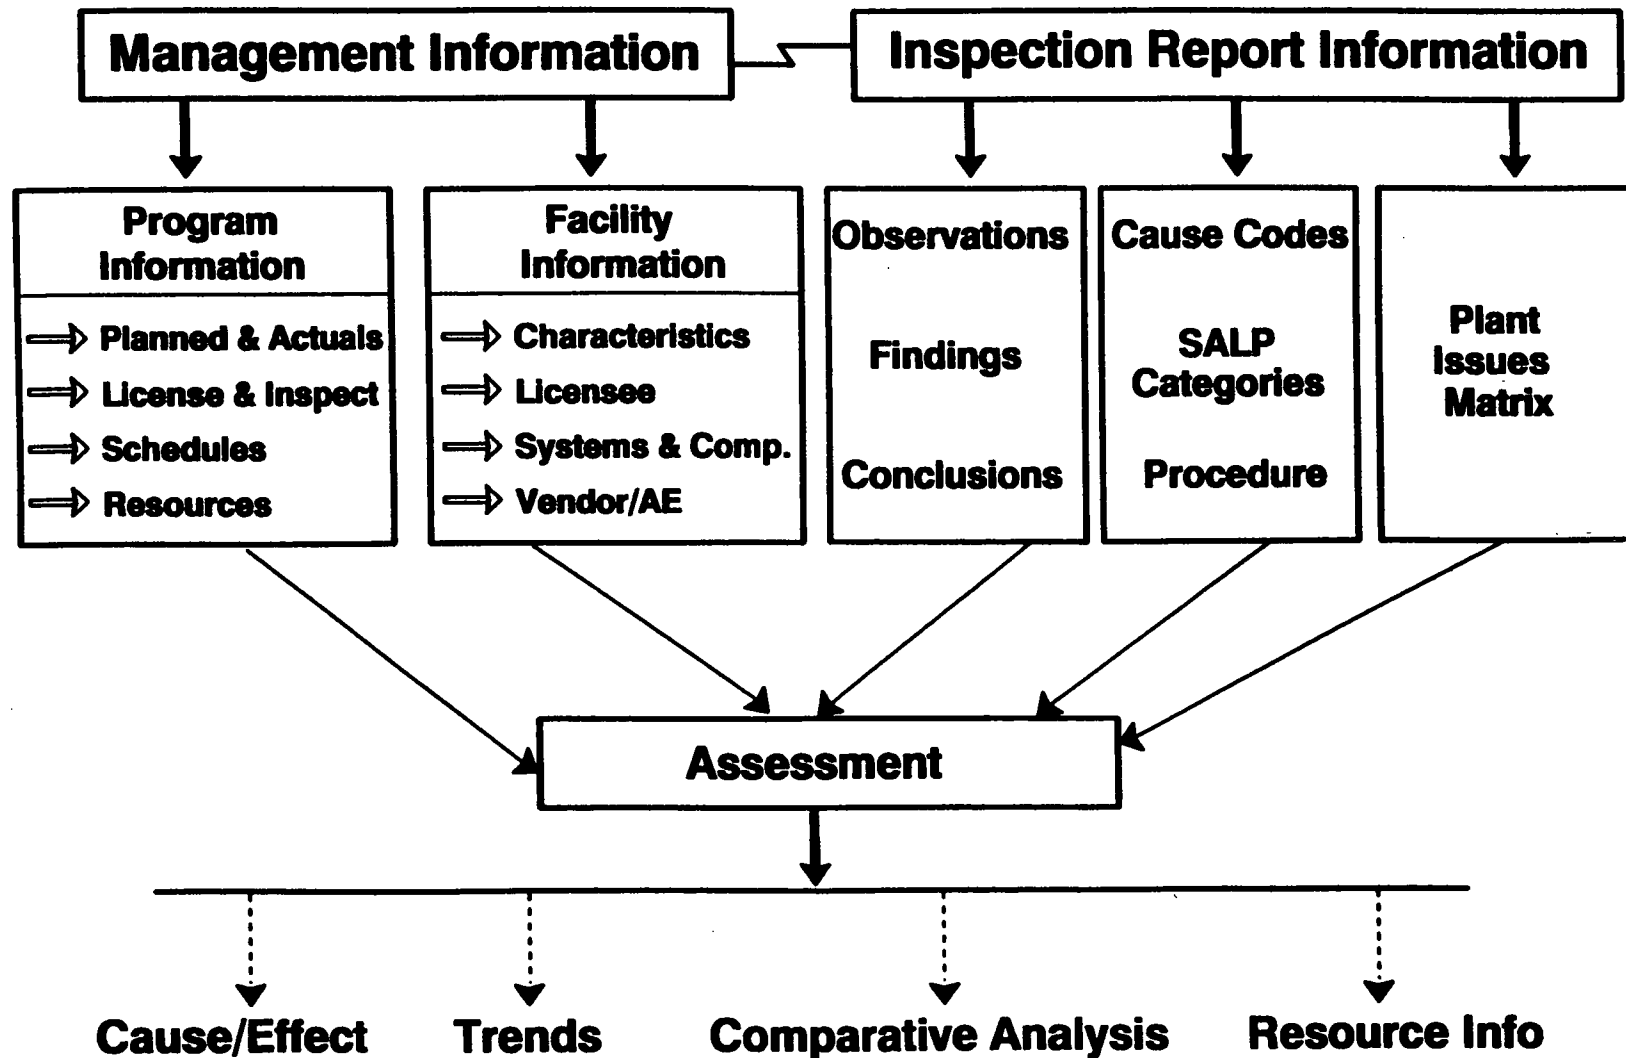 Management Information
Inspection Report Information
Program
Information
Planned & Actuals
License & Inspect
Schedules
Resources
Facility
Information
Characteristics
Licensee
Systems & Comp.
Vendor/AE
Observations
Findings
Conclusions
Cause Codes
SALP
Categories
Procedure
Plant
Issues
Matrix
Assessment
Cause/Effect
Trends
Comparative Analysis
Resource Info